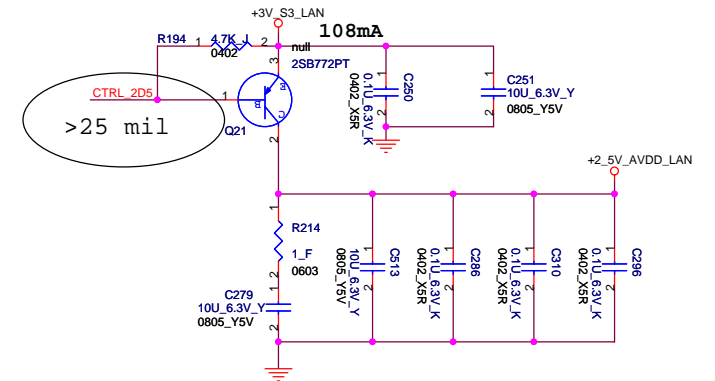 +3V_S3_LAN
108mA
R194 1 4.7K_J 2
0402
null
3
2SB772PT
CTRL_2D5
1
E
B
C
>25 mil
Q21
2
1
2
C250
0.1U_6.3V_K
0402_X5R
1
2
C251
10U_6.3V_Y
0805_Y5V
+2_5V_AVDD_LAN
1
R214
1_F
0603
2
1
C279
10U_6.3V_Y
0805_Y5V
2
1
2
C513
10U_6.3V_Y
0805_Y5V
1
2
C286
0.1U_6.3V_K
0402_X5R
1
2
C310
0.1U_6.3V_K
0402_X5R
1
2
C296
0.1U_6.3V_K
0402_X5R